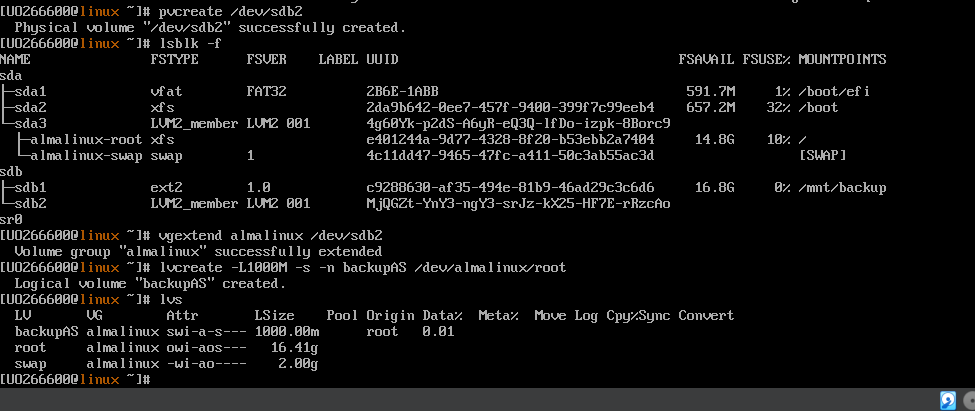 [UO266600@linux ~]# pvcreate /dev/sdb2
  Physical volume "/dev/sdb2" successfully created.
[UO266600@linux ~]# lsblk -f
NAME               FSTYPE      FSVER    LABEL UUID                                   FSAVAIL FSUSE% MOUNTPOINTS
sda
├─sda1             vfat        FAT32          2B6E-1ABB                               591.7M     1% /boot/efi
├─sda2             xfs                        2da9b642-0ee7-457f-9400-399f7c99eeb4    657.2M    32% /boot
└─sda3             LVM2_member LVM2 001       4g60Yk-p2dS-A6yR-eQ3Q-lfDo-izpk-8Borc9
  ├─almalinux-root xfs                        e401244a-9d77-4328-8f20-b53ebb2a7404     14.8G    10% /
  └─almalinux-swap swap        1              4c11dd47-9465-47fc-a411-50c3ab55ac3d                  [SWAP]
sdb
├─sdb1             ext2        1.0            c9288630-af35-494e-81b9-46ad29c3c6d6     16.8G     0% /mnt/backup
└─sdb2             LVM2_member LVM2 001       MjQGZt-YnY3-ngY3-srJz-kX25-HF7E-rRzcAo
sr0
[UO266600@linux ~]# vgextend almalinux /dev/sdb2
  Volume group "almalinux" successfully extended
[UO266600@linux ~]# lvcreate -L1000M -s -n backupAS /dev/almalinux/root
  Logical volume "backupAS" created.
[UO266600@linux ~]# lvs
  LV       VG        Attr       LSize    Pool Origin Data%  Meta%  Move Log Cpy%Sync Convert
  backupAS almalinux swi-a-s--- 1000.00m      root   0.01
  root     almalinux owi-aos---   16.41g
  swap     almalinux -wi-ao----    2.00g
[UO266600@linux ~]#